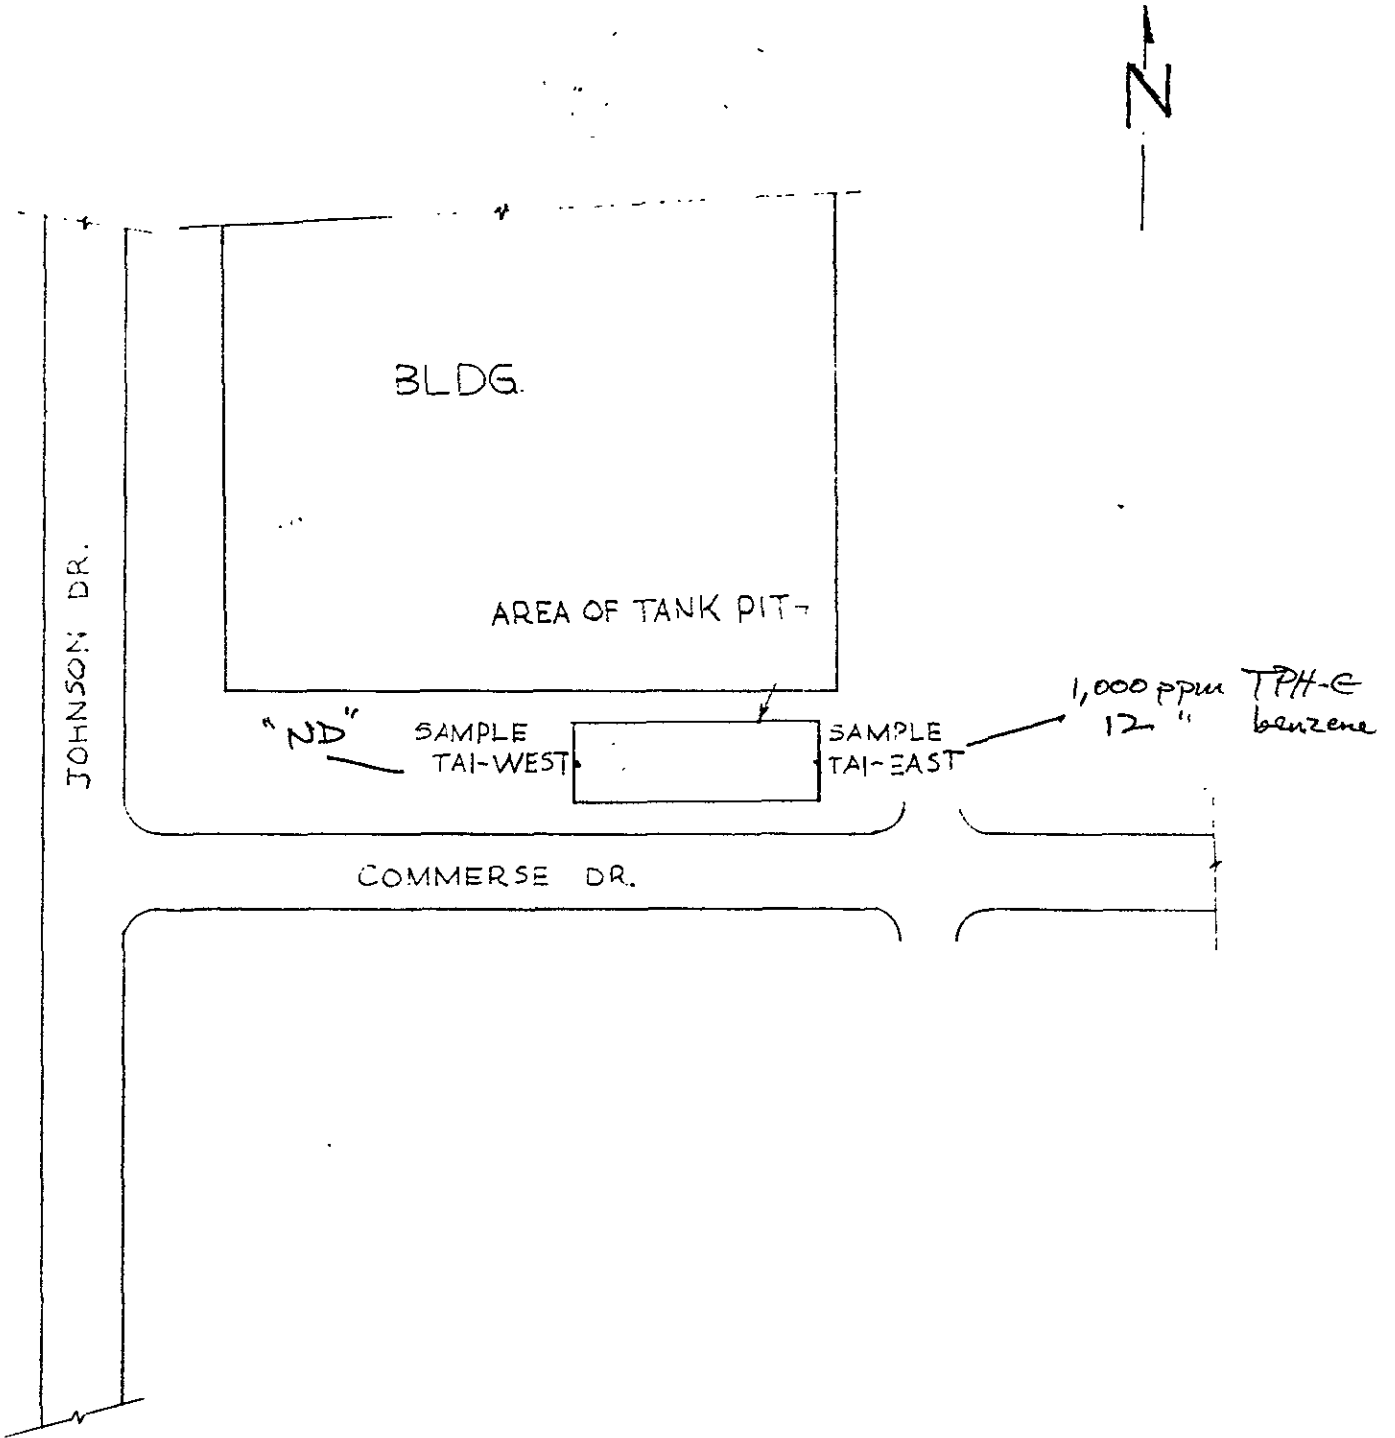 N
BLDG.
JOHNSON DR.
AREA OF TANK PIT
"ND"
SAMPLE
TAI-WEST
SAMPLE
TAI-EAST
1,000 ppm TPH-G
12 " benzene
COMMERSE DR.